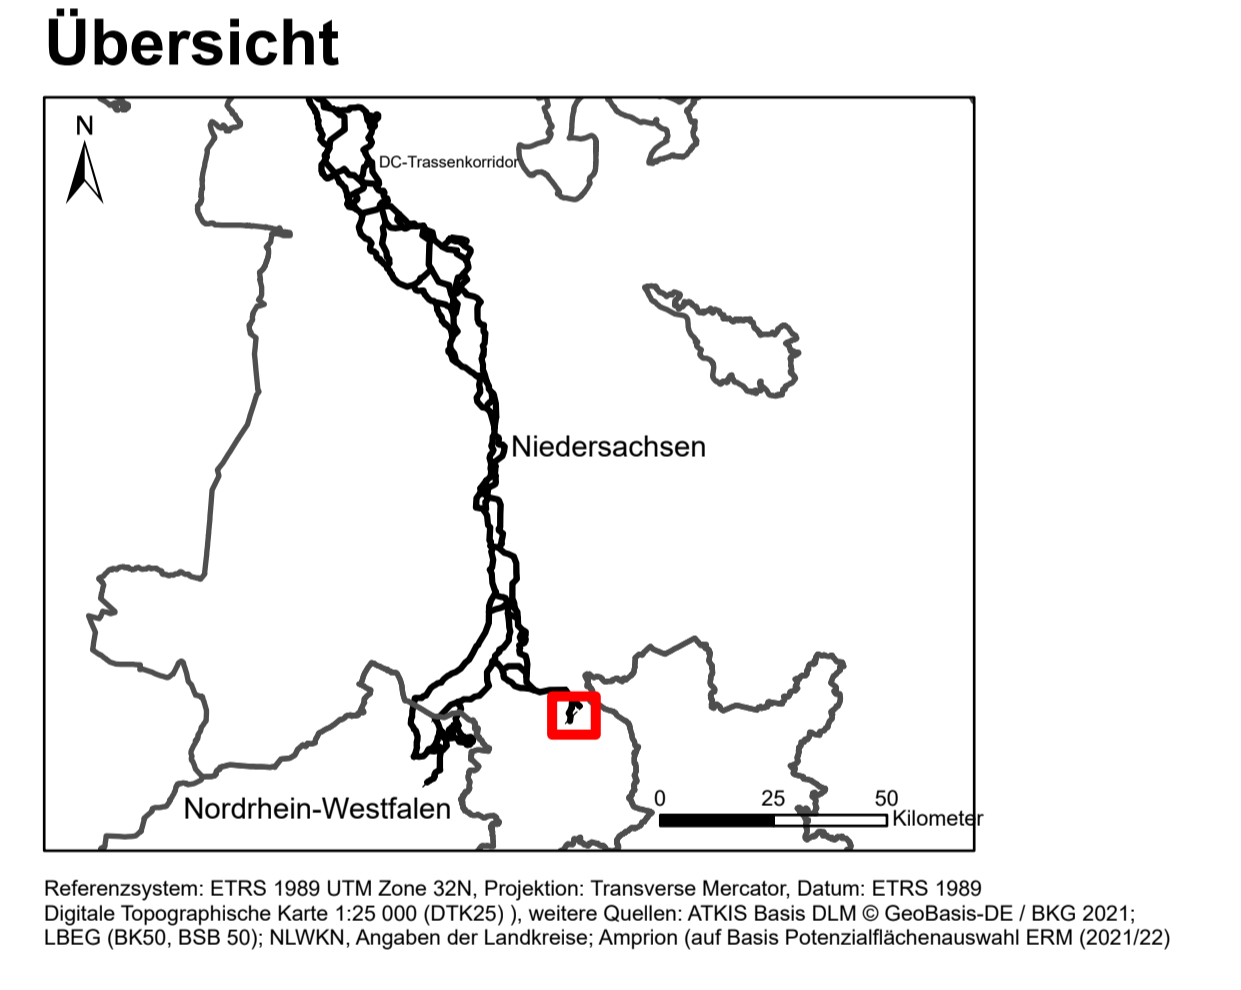 Übersicht
N
DC-Trassenkorridor
Niedersachsen
Nordrhein-Westfalen
0 25 50
Kilometer
Referenzsystem: ETRS 1989 UTM Zone 32N, Projektion: Transverse Mercator, Datum: ETRS 1989
Digitale Topographische Karte 1:25 000 (DTK25) ), weitere Quellen: ATKIS Basis DLM © GeoBasis-DE / BKG 2021;
LBEG (BK50, BSB 50); NLWKN, Angaben der Landkreise; Amprion (auf Basis Potenzialflächenauswahl ERM (2021/22)